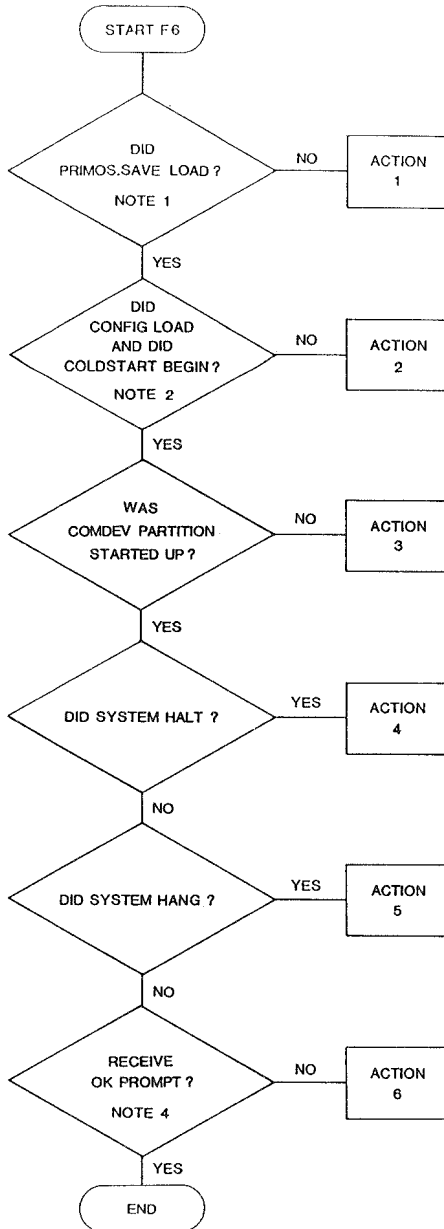 START F6
DID
PRIMOS.SAVE LOAD?
NOTE 1
NO
ACTION
1
YES
DID
CONFIG LOAD
AND DID
COLDSTART BEGIN?
NOTE 2
NO
ACTION
2
YES
WAS
COMDEV PARTITION
STARTED UP?
NO
ACTION
3
YES
DID SYSTEM HALT ?
YES
ACTION
4
NO
DID SYSTEM HANG ?
YES
ACTION
5
NO
RECEIVE
OK PROMPT ?
NOTE 4
NO
ACTION
6
YES
END